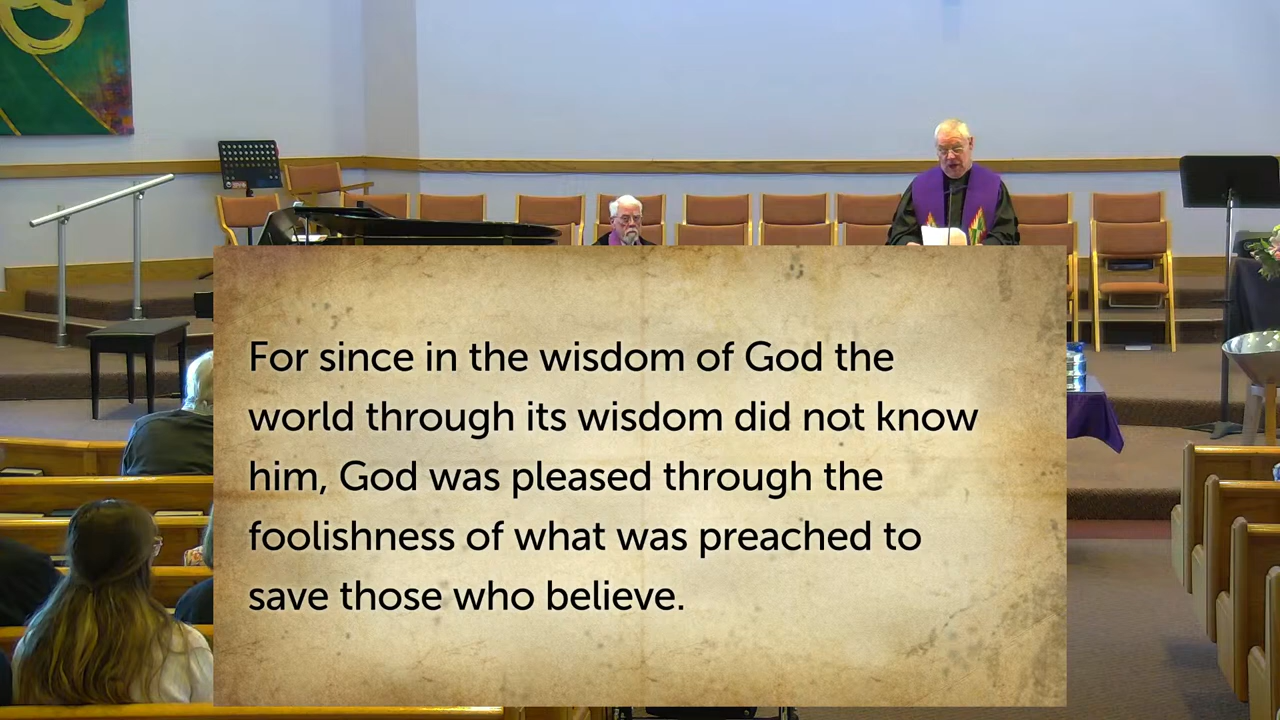 For since in the wisdom of God the
world through its wisdom did not know
him, God was pleased through the
foolishness of what was preached to
save those who believe.